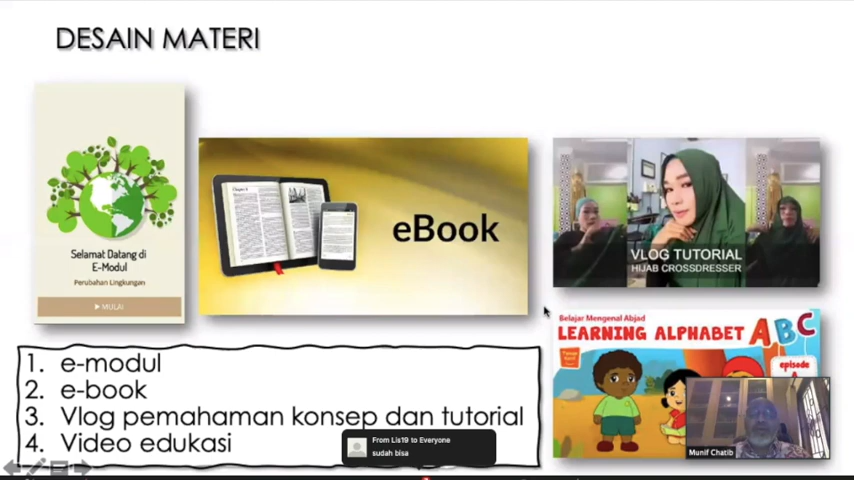 DESAIN MATERI
Selamat Datang di
E-Modul
Perubahan Lingkungan
MULAI
eBook
VLOG TUTORIAL
HIJAB CROSSDRESSER
Belajar Mengenal Abjad
LEARNING ALPHABET ABC
episode
1. e-modul
2. e-book
3. Vlog pemahaman konsep dan tutorial
4. Video edukasi
From Lis19 to Everyone
sudah bisa
Munif Chatib